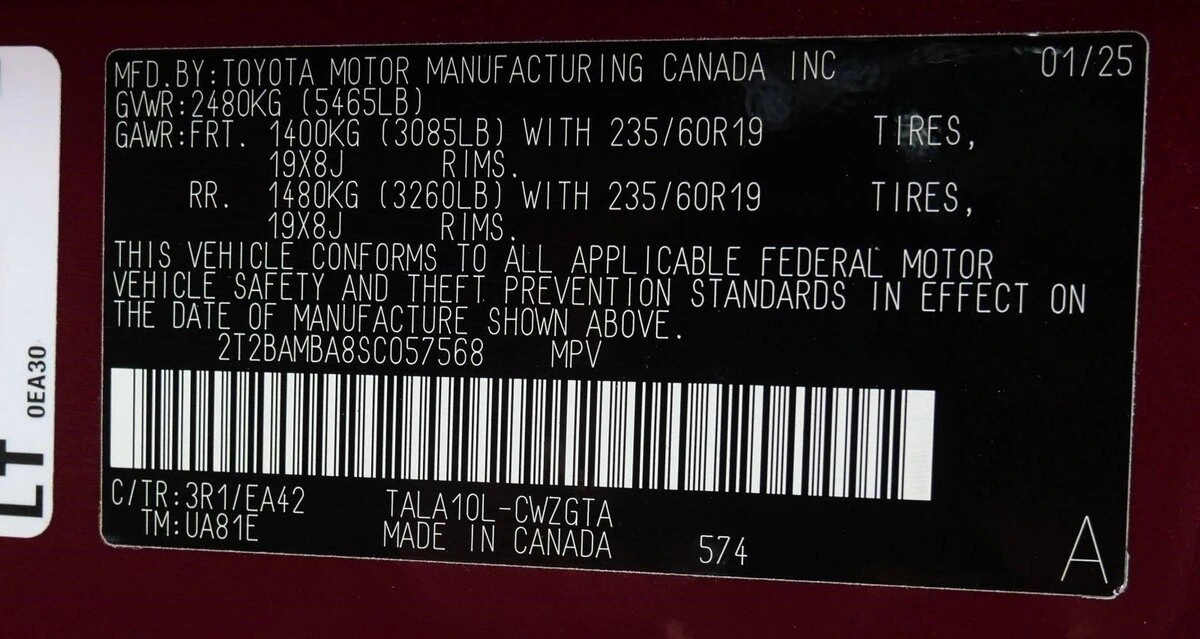 MFD.BY:TOYOTA MOTOR MANUFACTURING CANADA INC 01/25
GVWR:2480KG (5465LB)
GAWR:FRT. 1400KG (3085LB) WITH 235/60R19 TIRES,
19X8J RIMS.
RR. 1480KG (3260LB) WITH 235/60R19 TIRES,
19X8J RIMS.
THIS VEHICLE CONFORMS TO ALL APPLICABLE FEDERAL MOTOR
VEHICLE SAFETY AND THEFT PREVENTION STANDARDS IN EFFECT ON
THE DATE OF MANUFACTURE SHOWN ABOVE.
2T2BAMBA8SC057568 MPV
C/TR:3R1/EA42 TALA10L-CWZGTA
TM:UA81E MADE IN CANADA 574
A
0EA30